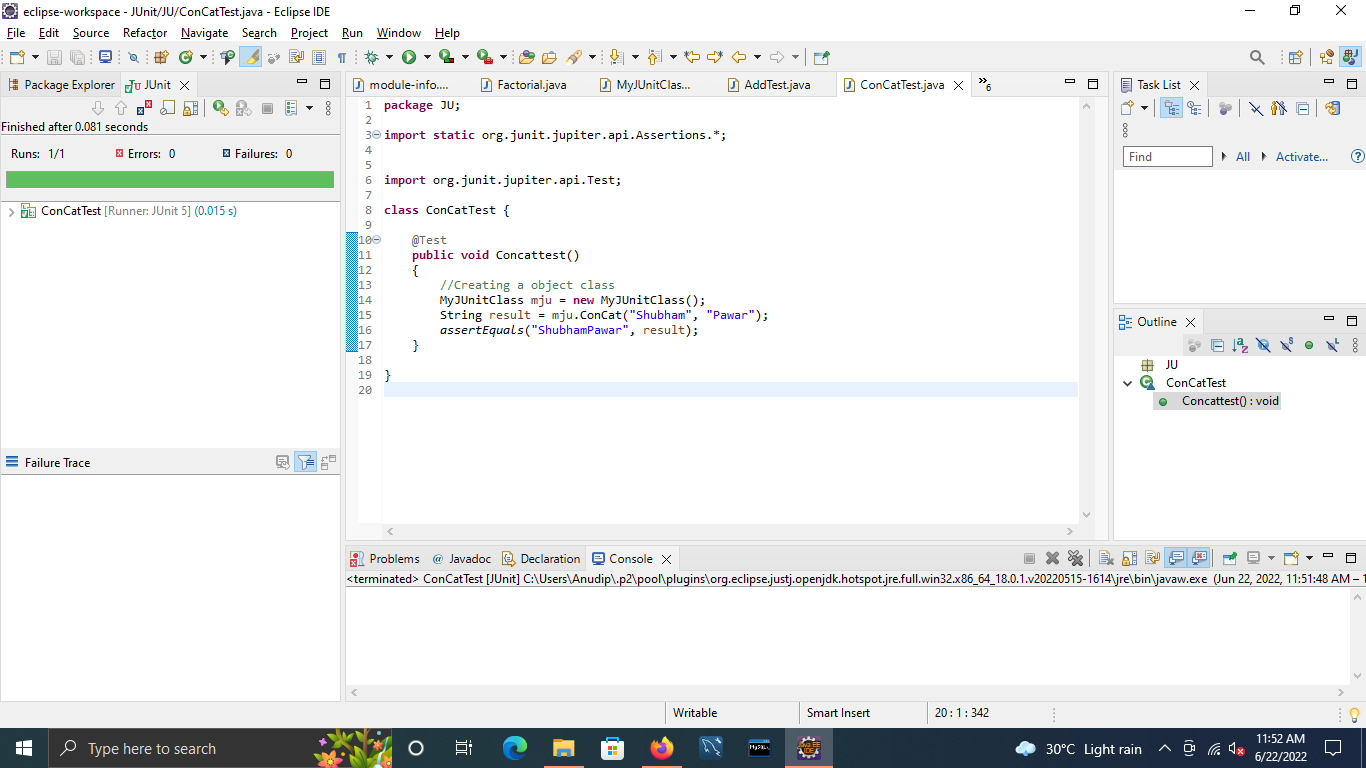 eclipse-workspace - JUnit/JU/ConCatTest.java - Eclipse IDE
File Edit Source Refactor Navigate Search Project Run Window Help
Package Explorer JUnit
Finished after 0.081 seconds
Runs: 1/1 Errors: 0 Failures: 0
ConCatTest [Runner: JUnit 5] (0.015 s)
Failure Trace
module-info.... Factorial.java MyJUnitClas... AddTest.java ConCatTest.java 6
1 package JU;
2
3 import static org.junit.jupiter.api.Assertions.*;
4
5
6 import org.junit.jupiter.api.Test;
7
8 class ConCatTest {
9
10 @Test
11 public void Concattest()
12 {
13 //Creating a object class
14 MyJUnitClass mju = new MyJUnitClass();
15 String result = mju.ConCat("Shubham", "Pawar");
16 assertEquals("ShubhamPawar", result);
17 }
18
19 }
20
Task List
Find All Activate...
Outline
JU
ConCatTest
Concattest() : void
Problems Javadoc Declaration Console
<terminated> ConCatTest [JUnit] C:\Users\Anudip\.p2\pool\plugins\org.eclipse.justj.openjdk.hotspot.jre.full.win32.x86_64_18.0.1.v20220515-1614\jre\bin\javaw.exe (Jun 22, 2022, 11:51:48 AM – 1
Writable Smart Insert 20 : 1 : 342
Type here to search
MySQL
Java EE
IDE
30°C Light rain
11:52 AM
6/22/2022